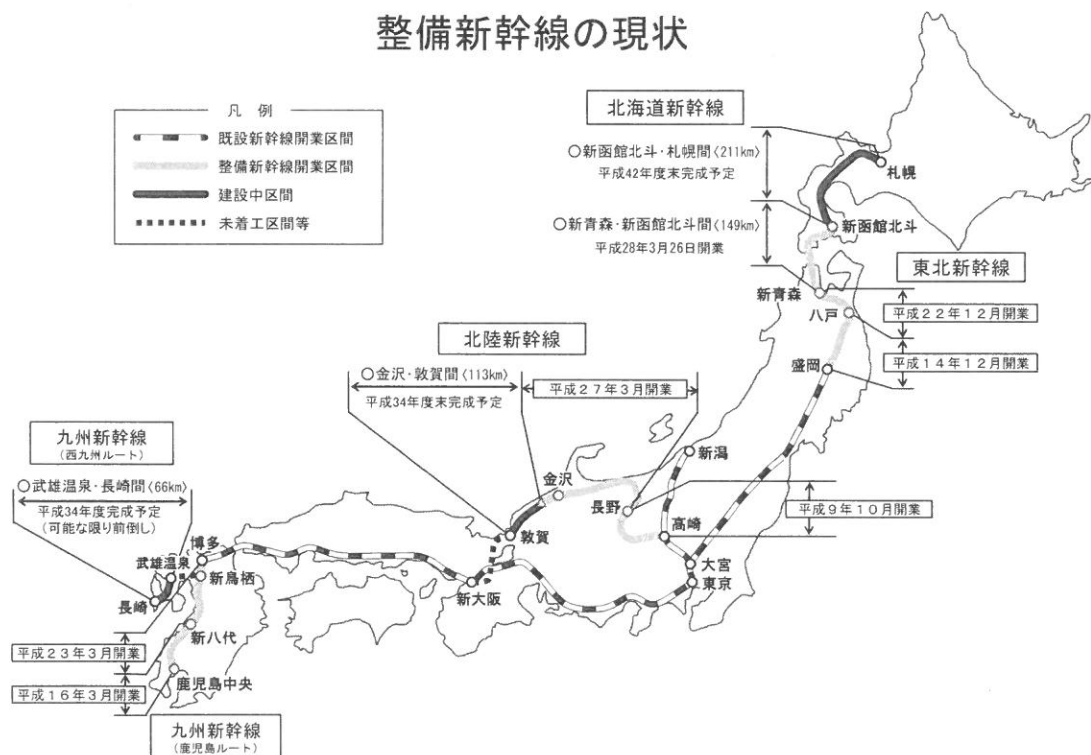 整備新幹線の現状
凡 例
既設新幹線開業区間
整備新幹線開業区間
建設中区間
未着工区間等
北海道新幹線
○新函館北斗・札幌間〈211km〉
平成42年度末完成予定
○新青森・新函館北斗間〈149km〉
平成28年3月26日開業
札幌
新函館北斗
東北新幹線
新青森
八戸
平成22年12月開業
平成14年12月開業
盛岡
北陸新幹線
○金沢・敦賀間〈113km〉
平成34年度末完成予定
平成27年3月開業
新潟
金沢
長野
高崎
平成9年10月開業
敦賀
大宮
東京
新大阪
九州新幹線
(西九州ルート)
○武雄温泉・長崎間〈66km〉
平成34年度完成予定
(可能な限り前倒し)
博多
武雄温泉
新鳥栖
長崎
新八代
平成23年3月開業
鹿児島中央
平成16年3月開業
九州新幹線
(鹿児島ルート)